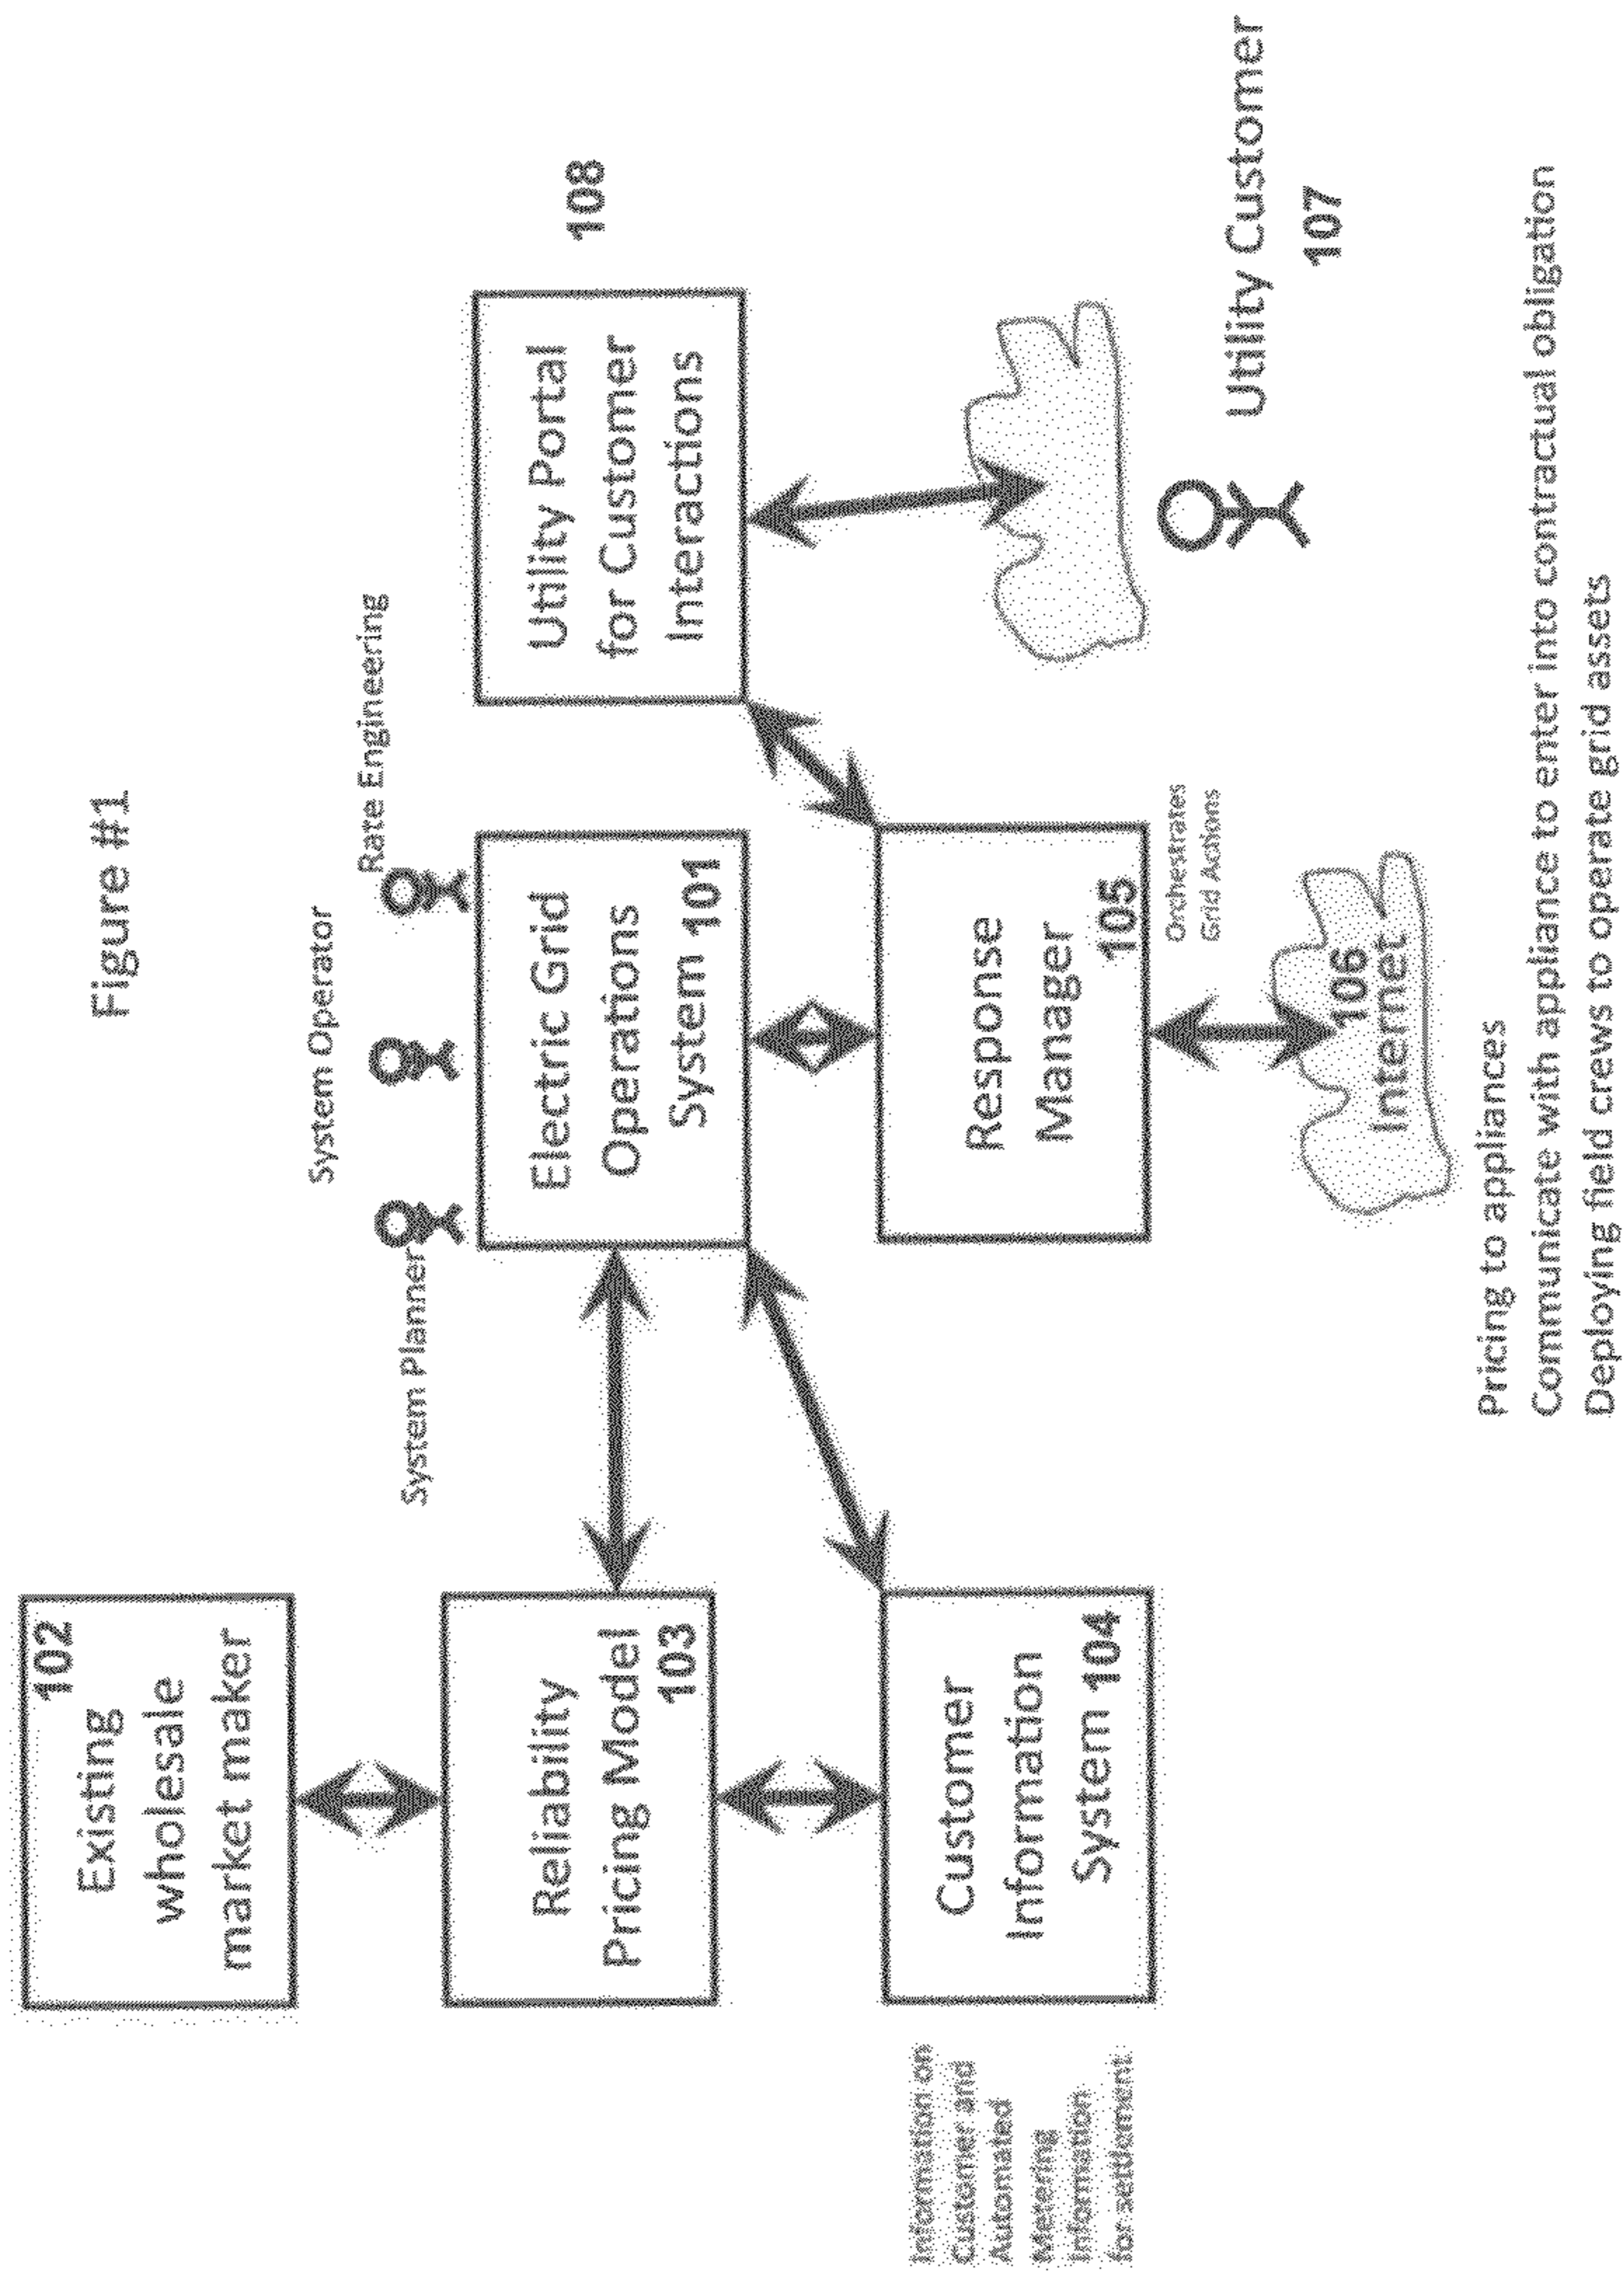 Figure #1
System Operator
Rate Engineering
System Planner
102
Existing
wholesale
market maker
Reliability
Pricing Model
103
Electric Grid
Operations
System 101
Utility Portal
for Customer
Interactions
108
Information on
Customer and
Automated
Metering
Information
for settlement
Customer
Information
System 104
Response
Manager
105
Orchestrates
Grid Actions
106
Internet
Utility Customer
107
Pricing to appliances
Communicate with appliance to enter into contractual obligation
Deploying field crews to operate grid assets